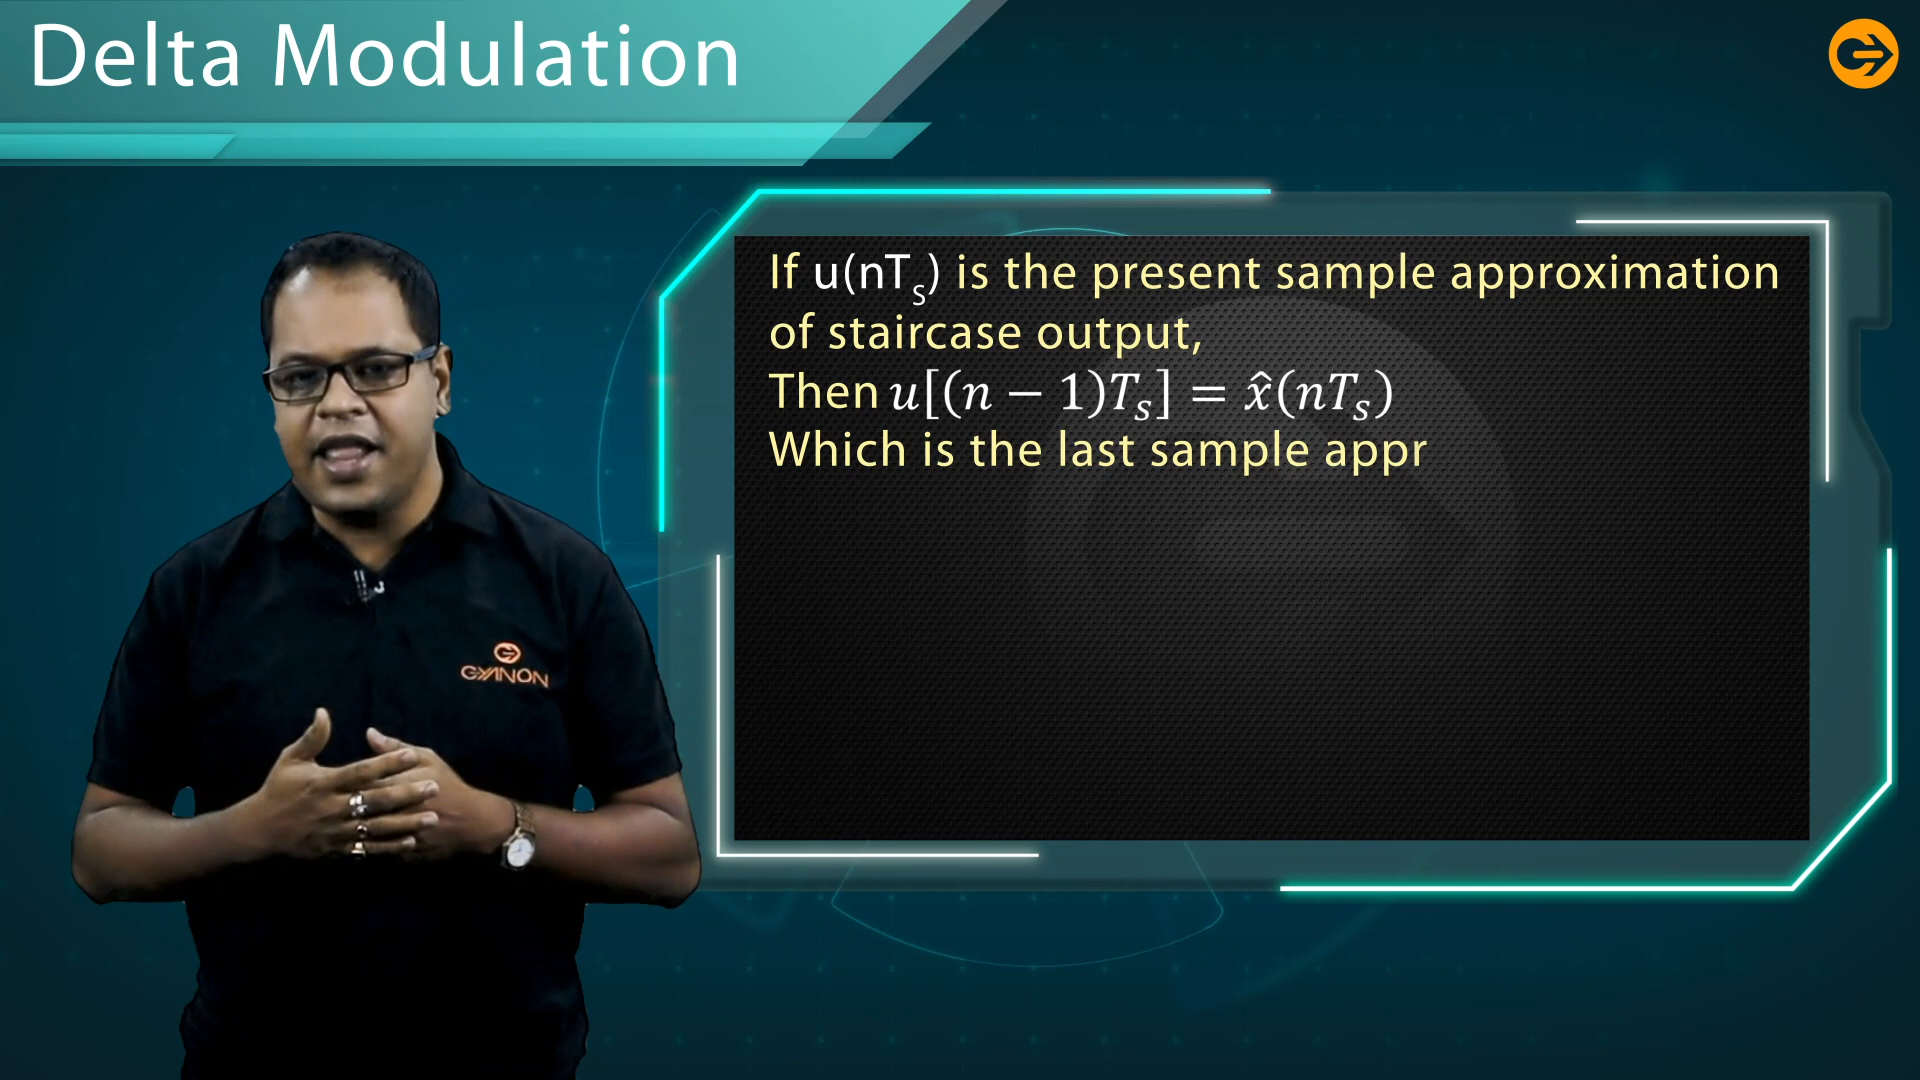 Delta Modulation
If u(nTₛ) is the present sample approximation
of staircase output,
Then u[(n − 1)Tₛ] = x̂(nTₛ)
Which is the last sample appr
GYANON